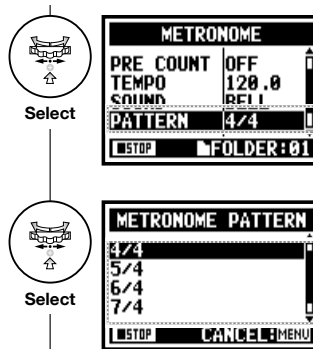 METRONOME
PRE COUNT OFF
TEMPO 120.0
SOUND BELL
PATTERN 4/4
STOP FOLDER:01
Select
METRONOME PATTERN
4/4
5/4
6/4
7/4
STOP CANCEL:MENU
Select